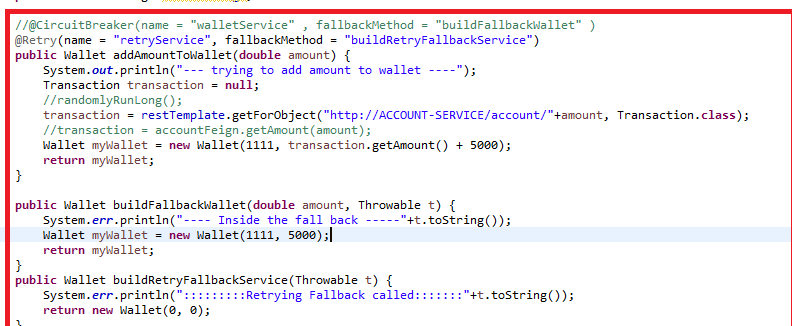 //@CircuitBreaker(name = "walletService" , fallbackMethod = "buildFallbackWallet" )
@Retry(name = "retryService", fallbackMethod = "buildRetryFallbackService")
public Wallet addAmountToWallet(double amount) {
    System.out.println("--- trying to add amount to wallet ----");
    Transaction transaction = null;
    //randomlyRunLong();
    transaction = restTemplate.getForObject("http://ACCOUNT-SERVICE/account/"+amount, Transaction.class);
    //transaction = accountFeign.getAmount(amount);
    Wallet myWallet = new Wallet(1111, transaction.getAmount() + 5000);
    return myWallet;
}
public Wallet buildFallbackWallet(double amount, Throwable t) {
    System.err.println("---- Inside the fall back -----"+t.toString());
    Wallet myWallet = new Wallet(1111, 5000);
    return myWallet;
}
public Wallet buildRetryFallbackService(Throwable t) {
    System.err.println(":::::::::Retrying Fallback called:::::::"+t.toString());
    return new Wallet(0, 0);
}